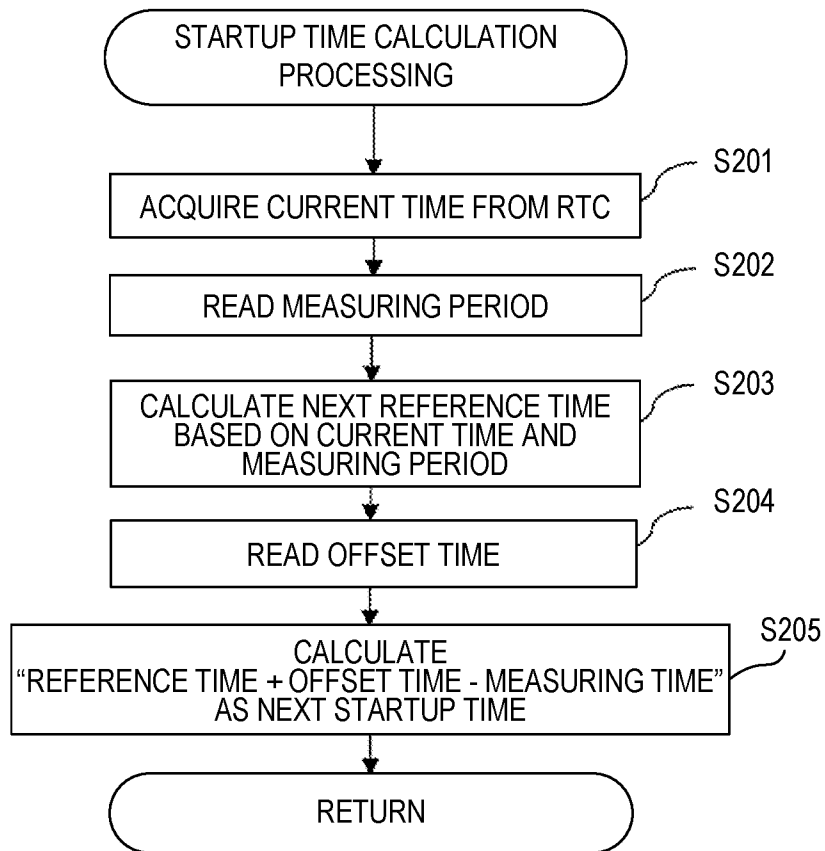 STARTUP TIME CALCULATION
PROCESSING
S201
ACQUIRE CURRENT TIME FROM RTC
S202
READ MEASURING PERIOD
S203
CALCULATE NEXT REFERENCE TIME
BASED ON CURRENT TIME AND
MEASURING PERIOD
S204
READ OFFSET TIME
S205
CALCULATE
“REFERENCE TIME + OFFSET TIME - MEASURING TIME”
AS NEXT STARTUP TIME
RETURN